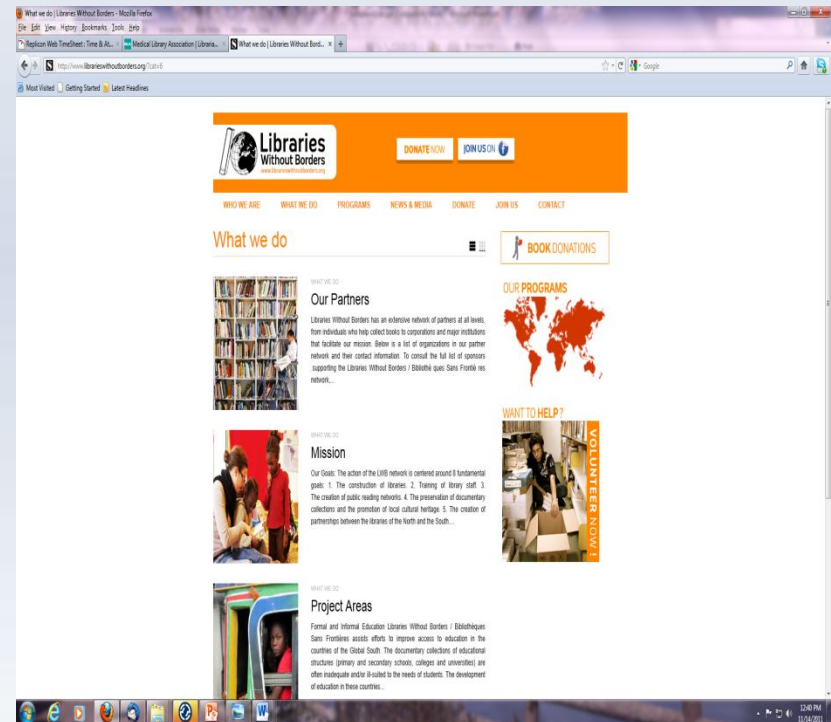 What we do | Libraries Without Borders - Mozilla Firefox
File Edit View History Bookmarks Tools Help
Replicon Web TimeSheet : Time & At... Medical Library Association | Libraria... What we do | Libraries Without Bord...
http://www.librarieswithoutborders.org/?cat=6
Google
Most Visited Getting Started Latest Headlines
Libraries
Without Borders
www.librarieswithoutborders.org
DONATE NOW JOIN US ON
WHO WE ARE WHAT WE DO PROGRAMS NEWS & MEDIA DONATE JOIN US CONTACT
What we do
BOOK DONATIONS
WHAT WE DO
Our Partners
Libraries Without Borders has an extensive network of partners at all levels,
from individuals who help collect books to corporations and major institutions
that facilitate our mission. Below is a list of organizations in our partner
network and their contact information. To consult the full list of sponsors
supporting the Libraries Without Borders / Bibliothè ques Sans Frontiè res
network,...
OUR PROGRAMS
WHAT WE DO
Mission
Our Goals: The action of the LWB network is centered around 8 fundamental
goals: 1. The construction of libraries. 2. Training of library staff. 3.
The creation of public reading networks. 4. The preservation of documentary
collections and the promotion of local cultural heritage. 5. The creation of
partnerships between the libraries of the North and the South....
WANT TO HELP?
VOLUNTEER NOW!
WHAT WE DO
Project Areas
Formal and Informal Education Libraries Without Borders / Bibliothèques
Sans Frontières assists efforts to improve access to education in the
countries of the Global South. The documentary collections of educational
structures (primary and secondary schools, colleges and universities) are
often inadequate and/or ill-suited to the needs of students. The development
of education in these countries...
12:40 PM
11/14/2011